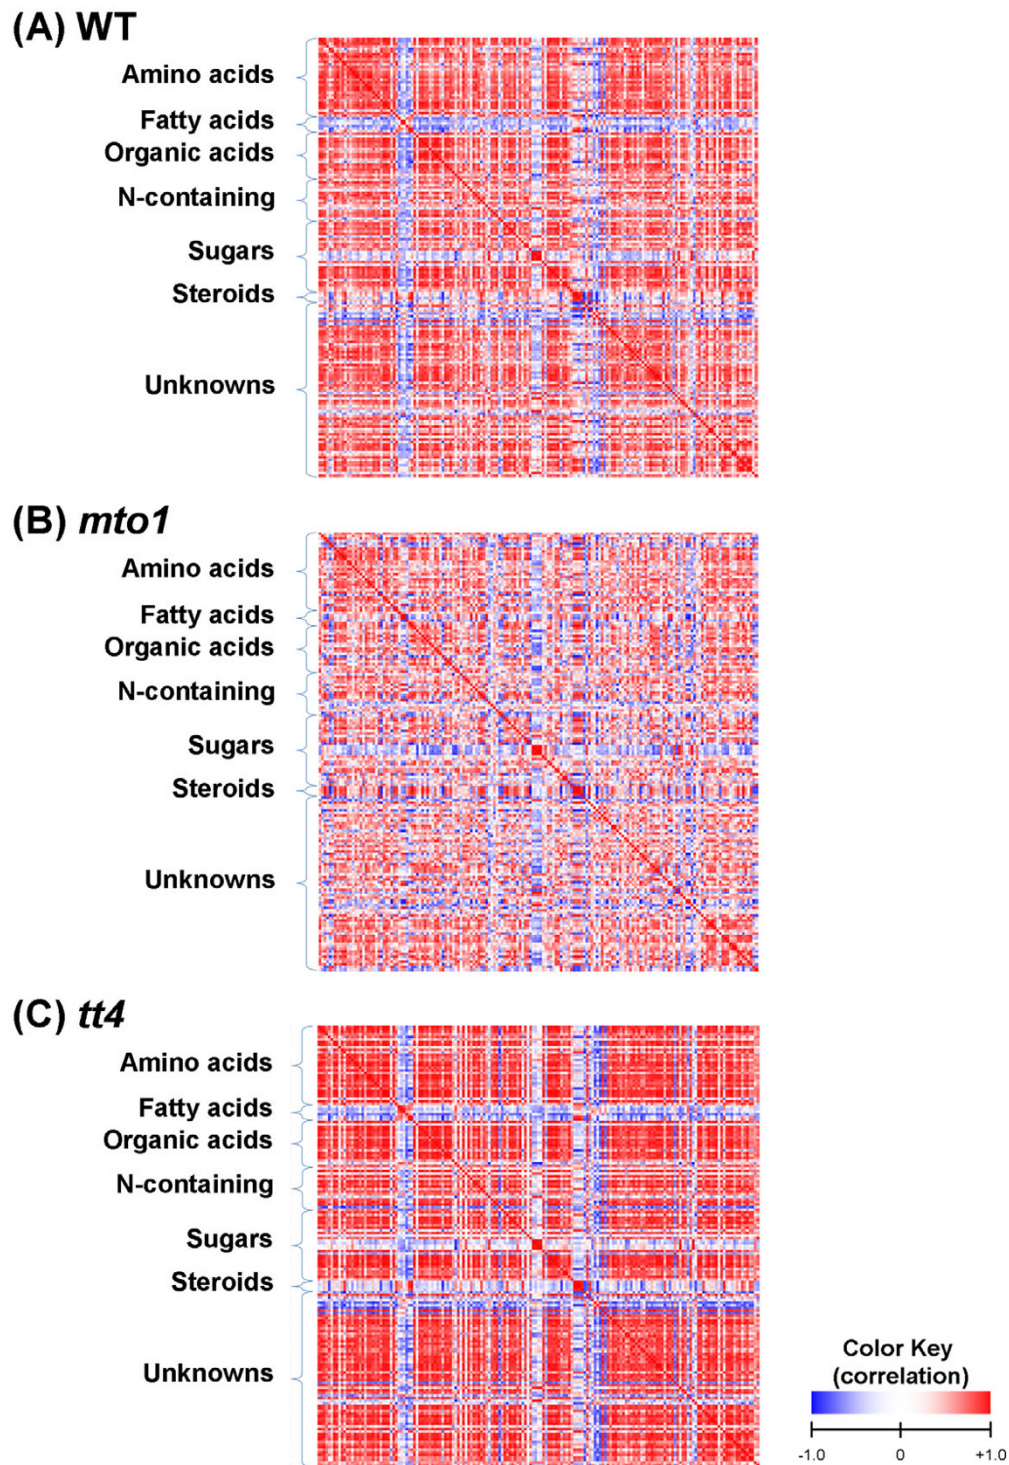 (A) WT
Amino acids
Fatty acids
Organic acids
N-containing
Sugars
Steroids
Unknowns
(B) mto1
Amino acids
Fatty acids
Organic acids
N-containing
Sugars
Steroids
Unknowns
(C) tt4
Amino acids
Fatty acids
Organic acids
N-containing
Sugars
Steroids
Unknowns
Color Key
(correlation)
-1.0 0 +1.0